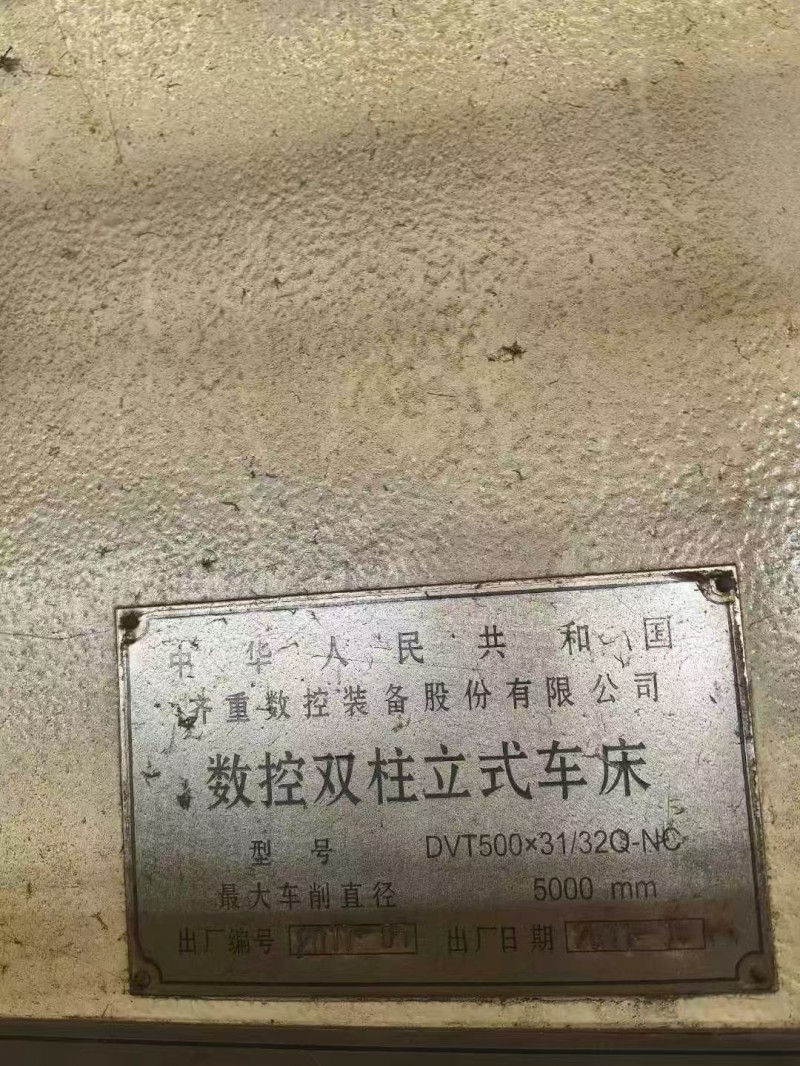 中华人民共和国
齐重数控装备股份有限公司
数控双柱立式车床
型号 DVT500×31/32Q-NC
最大车削直径 5000 mm
出厂编号 出厂日期